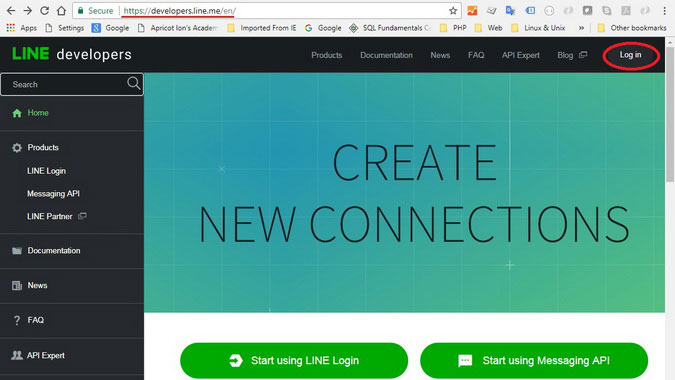 Secure https://developers.line.me/en/
Apps Settings Google Apricot Ion's Acade Imported From IE G Contact SQL Fundamentals C PHP Web Linux & Unix » Other bookmarks
LINE developers
Products Documentation News FAQ API Expert Blog Log in
Search
Home
Products
LINE Login
Messaging API
LINE Partner
Documentation
News
? FAQ
API Expert
CREATE
NEW CONNECTIONS
Start using LINE Login
Start using Messaging API